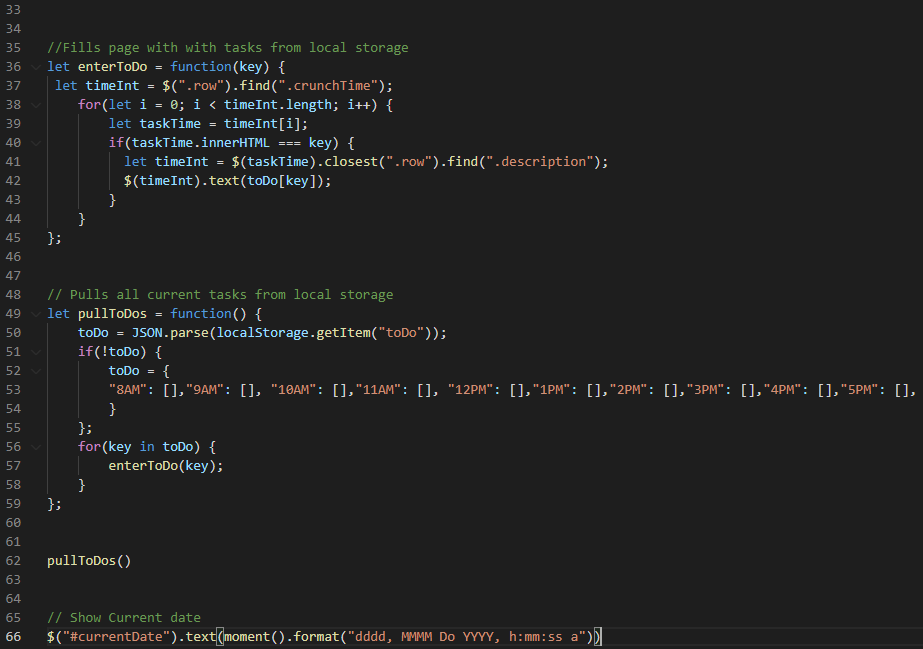 33
34
35 //Fills page with with tasks from local storage
36 let enterToDo = function(key) {
37 let timeInt = $(".row").find(".crunchTime");
38 for(let i = 0; i < timeInt.length; i++) {
39 let taskTime = timeInt[i];
40 if(taskTime.innerHTML === key) {
41 let timeInt = $(taskTime).closest(".row").find(".description");
42 $(timeInt).text(toDo[key]);
43 }
44 }
45 };
46
47
48 // Pulls all current tasks from local storage
49 let pullToDos = function() {
50 toDo = JSON.parse(localStorage.getItem("toDo"));
51 if(!toDo) {
52 toDo = {
53 "8AM": [],"9AM": [], "10AM": [],"11AM": [], "12PM": [],"1PM": [],"2PM": [],"3PM": [],"4PM": [],"5PM": [],
54 }
55 };
56 for(key in toDo) {
57 enterToDo(key);
58 }
59 };
60
61
62 pullToDos()
63
64
65 // Show Current date
66 $("#currentDate").text(moment().format("dddd, MMMM Do YYYY, h:mm:ss a"))